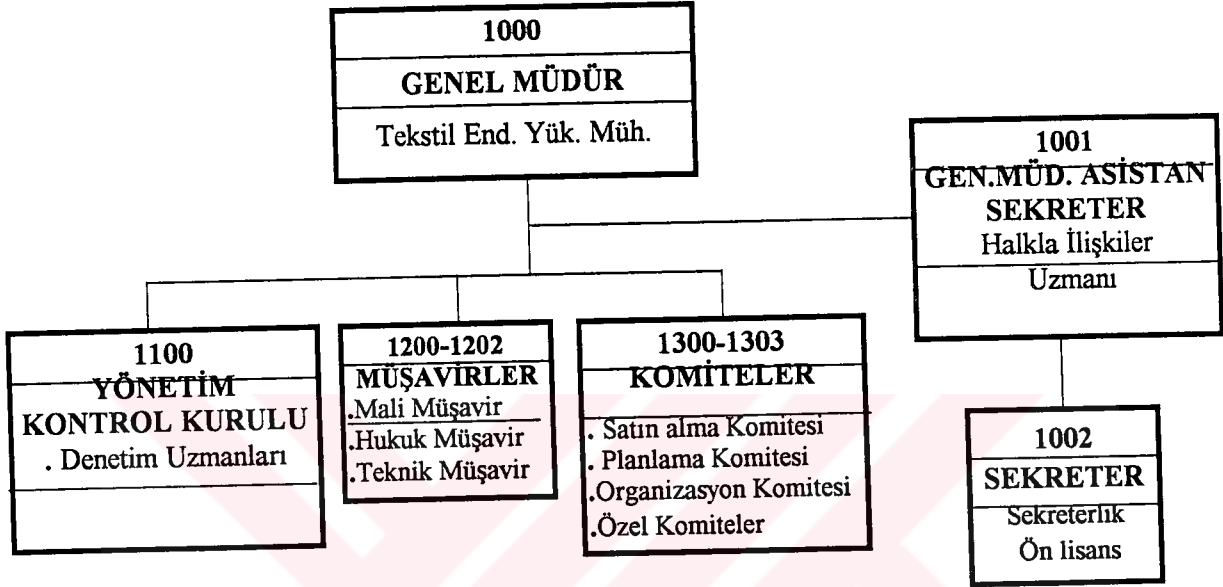 1000
GENEL MÜDÜR
Tekstil End. Yük. Müh.
1001
GEN.MÜD. ASİSTAN
SEKRETER
Halkla İlişkiler
Uzmanı
1100
YÖNETİM
KONTROL KURULU
. Denetim Uzmanları
1200-1202
MÜŞAVİRLER
.Mali Müşavir
.Hukuk Müşavir
.Teknik Müşavir
1300-1303
KOMİTELER
. Satın alma Komitesi
. Planlama Komitesi
.Organizasyon Komitesi
.Özel Komiteler
1002
SEKRETER
Sekreterlik
Ön lisans